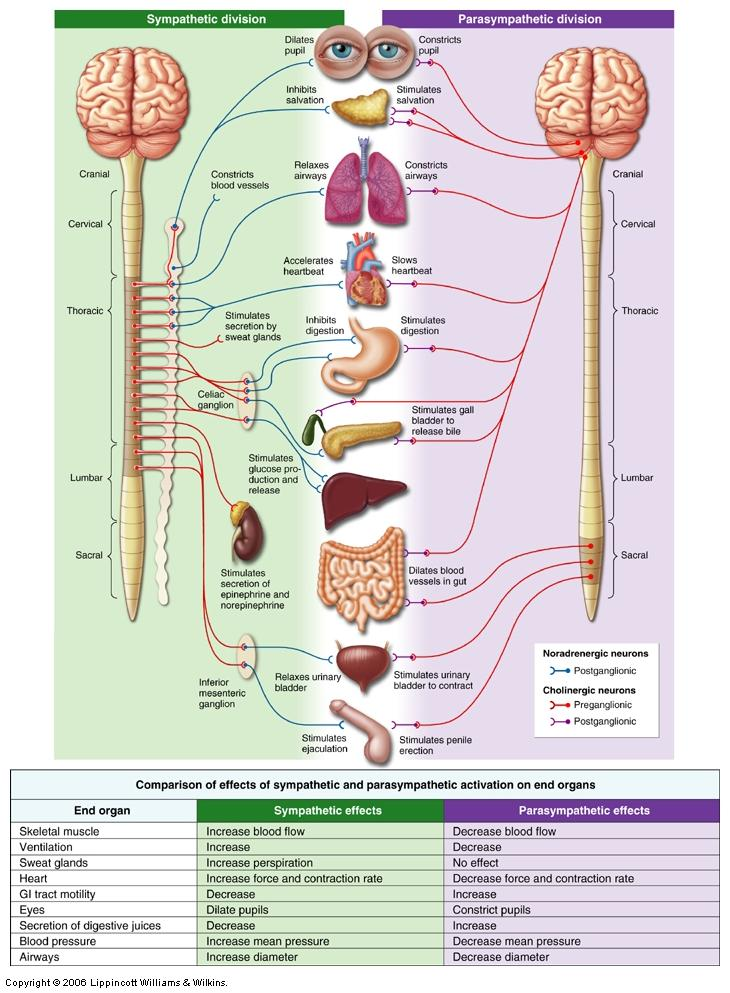 Sympathetic division
Parasympathetic division
Dilates
pupil
Constricts
pupil
Inhibits
salvation
Stimulates
salvation
Cranial
Cervical
Thoracic
Lumbar
Sacral
Constricts
blood vessels
Relaxes
airways
Constricts
airways
Accelerates
heartbeat
Slows
heartbeat
Stimulates
secretion by
sweat glands
Inhibits
digestion
Stimulates
digestion
Celiac
ganglion
Stimulates gall
bladder to
release bile
Stimulates
glucose pro-
duction and
release
Stimulates
secretion of
epinephrine and
norepinephrine
Dilates blood
vessels in gut
Inferior
mesenteric
ganglion
Relaxes urinary
bladder
Stimulates urinary
bladder to contract
Stimulates
ejaculation
Stimulates penile
erection
Cranial
Cervical
Thoracic
Lumbar
Sacral
Noradrenergic neurons
Postganglionic
Cholinergic neurons
Preganglionic
Postganglionic
Comparison of effects of sympathetic and parasympathetic activation on end organs
End organ Sympathetic effects Parasympathetic effects
Skeletal muscle Increase blood flow Decrease blood flow
Ventilation Increase Decrease
Sweat glands Increase perspiration No effect
Heart Increase force and contraction rate Decrease force and contraction rate
GI tract motility Decrease Increase
Eyes Dilate pupils Constrict pupils
Secretion of digestive juices Decrease Increase
Blood pressure Increase mean pressure Decrease mean pressure
Airways Increase diameter Decrease diameter
Copyright © 2006 Lippincott Williams & Wilkins.